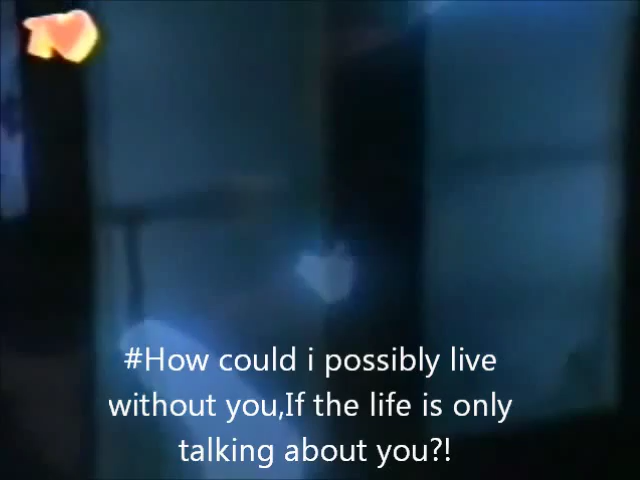 #How could i possibly live
without you,If the life is only
talking about you?!